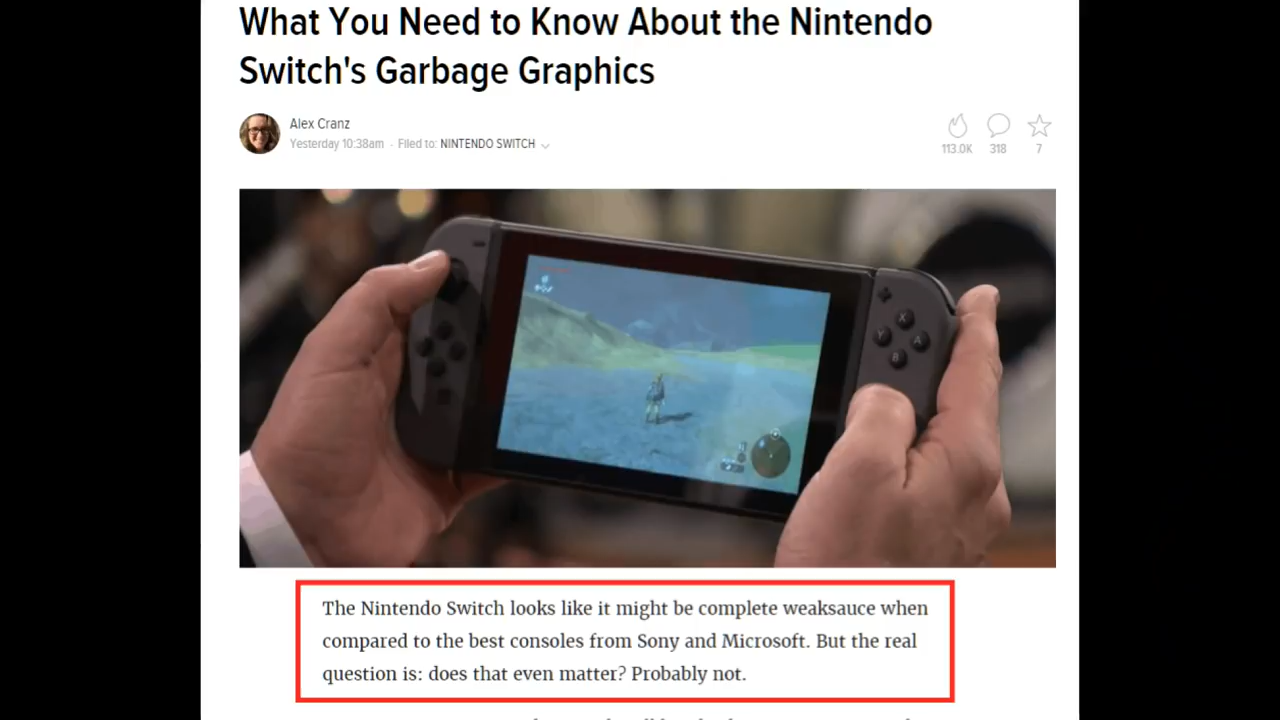 What You Need to Know About the Nintendo
Switch's Garbage Graphics
Alex Cranz
Yesterday 10:38am · Filed to: NINTENDO SWITCH
113.0K 318 7
X
Y A
B
The Nintendo Switch looks like it might be complete weaksauce when
compared to the best consoles from Sony and Microsoft. But the real
question is: does that even matter? Probably not.